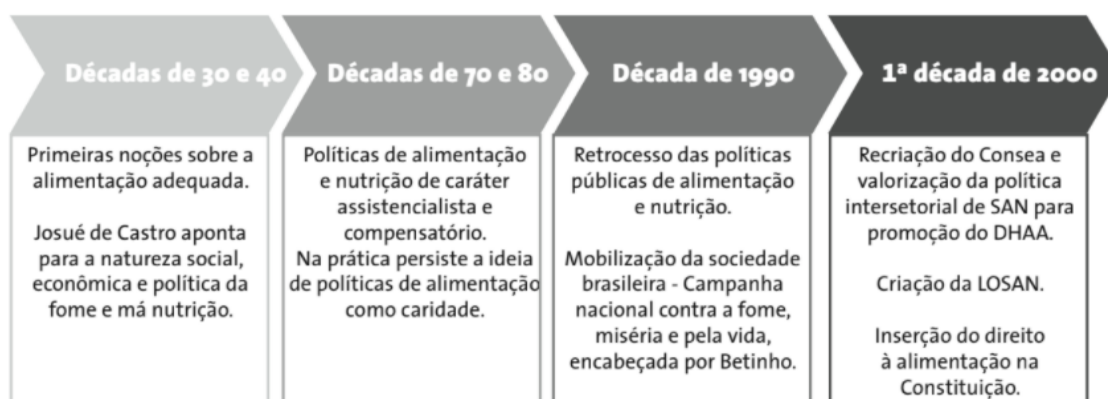 Décadas de 30 e 40
Primeiras noções sobre a
alimentação adequada.
Josué de Castro aponta
para a natureza social,
econômica e política da
fome e má nutrição.
Décadas de 70 e 80
Políticas de alimentação
e nutrição de caráter
assistencialista e
compensatório.
Na prática persiste a ideia
de políticas de alimentação
como caridade.
Década de 1990
Retrocesso das políticas
públicas de alimentação
e nutrição.
Mobilização da sociedade
brasileira - Campanha
nacional contra a fome,
miséria e pela vida,
encabeçada por Betinho.
1ª década de 2000
Recriação do Consea e
valorização da política
intersetorial de SAN para
promoção do DHAA.
Criação da LOSAN.
Inserção do direito
à alimentação na
Constituição.